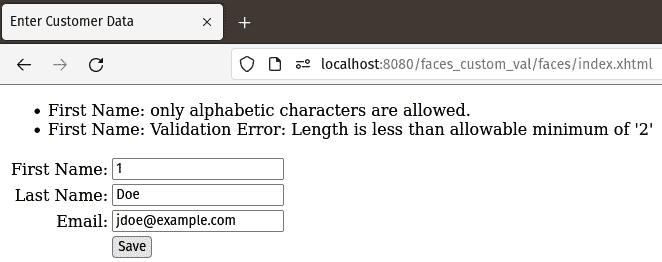 Enter Customer Data
localhost:8080/faces_custom_val/faces/index.xhtml
• First Name: only alphabetic characters are allowed.
• First Name: Validation Error: Length is less than allowable minimum of '2'
First Name: 1
Last Name: Doe
Email: jdoe@example.com
Save